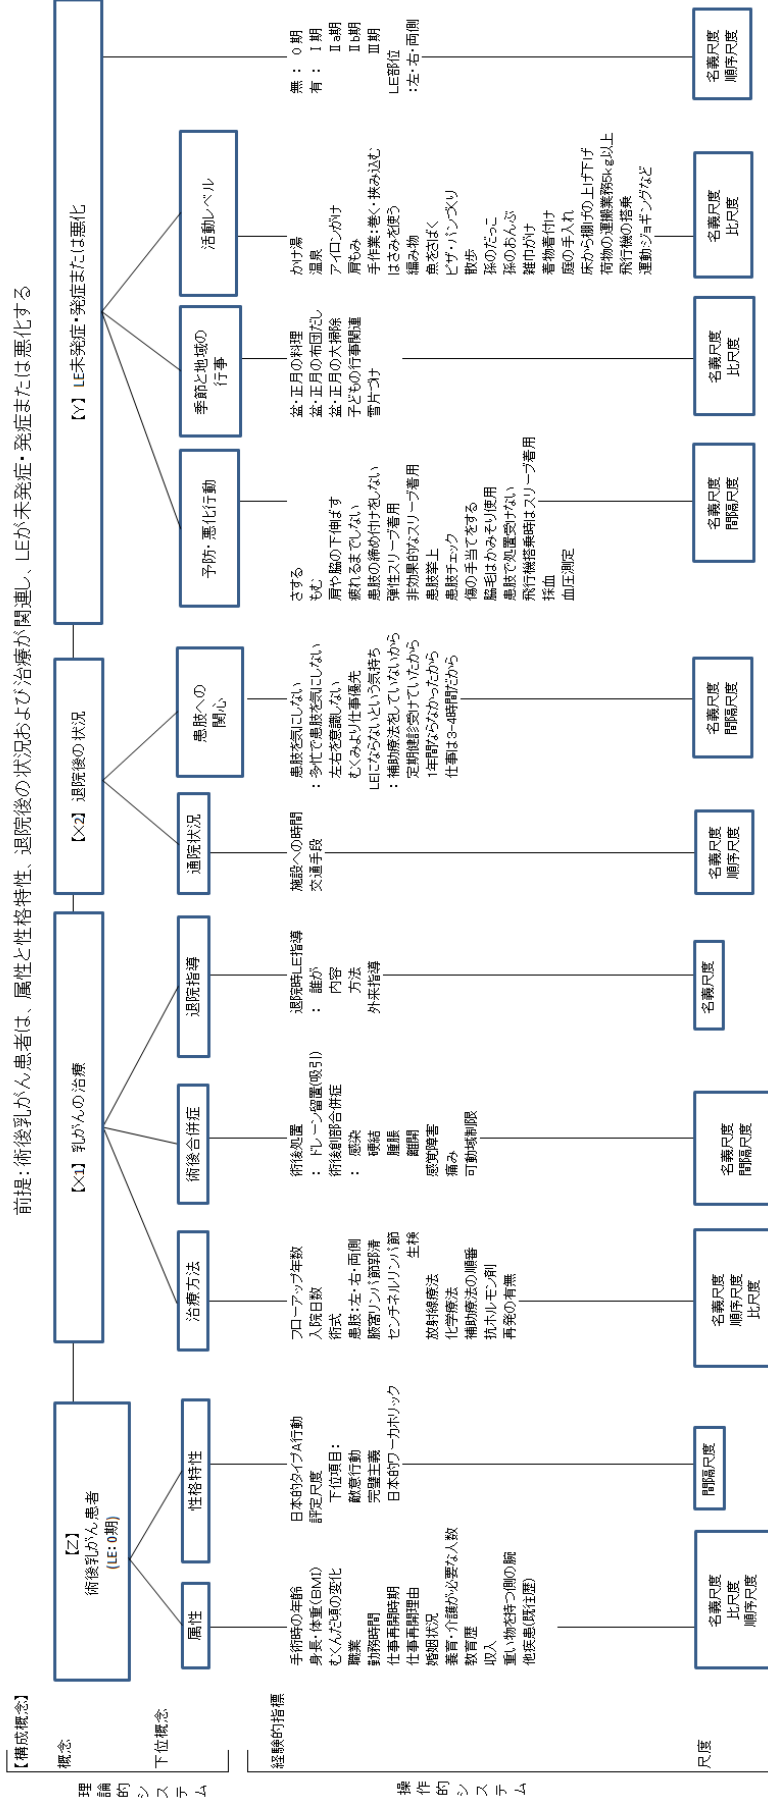 前提:術後乳がん患者は、属性と性格特性、退院後の状況および治療が関連し、LEが未発症・発症または悪化する
【構成概念】
理論的システム
概念
【Z】
術後乳がん患者
(LE:0期)
【X1】 乳がんの治療
【X2】 退院後の状況
【Y】 LE未発症・発症または悪化
下位概念
属性
性格特性
治療方法
術後合併症
退院指導
通院状況
患肢への
関心
予防・悪化行動
季節と地域の
行事
活動レベル
操作的システム
経験的指標
手術時の年齢
身長・体重(BMI)
むくんだ頃の変化
職業
勤務時間
仕事再開時期
仕事再開理由
婚姻状況
養育・介護が必要な人数
教育歴
収入
重い物を持つ側の腕
他疾患(既往歴)
日本的タイプA行動
評定尺度
下位項目:
敵意行動
完璧主義
日本的ワーカホリック
フローアップ年数
入院日数
術式
患肢:左・右・両側
腋窩リンパ節郭清
センチネルリンパ節
生検
放射線療法
化学療法
補助療法の順番
抗ホルモン剤
再発の有無
術後処置
: ドレーン留置(吸引)
術後創部合併症
: 感染
硬結
腫脹
離開
感覚障害
痛み
可動域制限
退院時LE指導
: 誰が
内容
方法
外来指導
施設への時間
交通手段
患肢を気にしない
: 多忙で患肢を気にしない
左右を意識しない
むくみより仕事優先
LEにならないという気持ち
: 補助療法をしていないから
定期健診受けていたから
1年間ならなかったから
仕事は3-4時間だから
さする
もむ
肩や脇の下伸ばす
疲れるまでしない
患肢の締め付けをしない
弾性スリーブ着用
非効果的なスリーブ着用
患肢挙上
患肢チェック
傷の手当てをする
脇毛はかみそり使用
患肢で処置受けない
飛行機搭乗時はスリーブ着用
採血
血圧測定
盆・正月の料理
盆・正月の布団だし
盆・正月の大掃除
子どもの行事関連
雪片づけ
かけ湯
温泉
アイロンがけ
肩もみ
手作業・巻く・挟み込む
はさみを使う
編み物
魚をさばく
ピザ・パンづくり
散歩
孫のだっこ
孫のおんぶ
雑巾がけ
着物着付け
庭の手入れ
床から棚げの上げ下げ
荷物の運搬業務5kg以上
飛行機の搭乗
運動:ジョギングなど
無: 0期
有: Ⅰ期
Ⅱa期
Ⅱb期
Ⅲ期
LE部位
:左・右・両側
尺度
名義尺度
比尺度
順序尺度
間隔尺度
名義尺度
順序尺度
比尺度
名義尺度
間隔尺度
名義尺度
名義尺度
順序尺度
名義尺度
間隔尺度
名義尺度
間隔尺度
名義尺度
比尺度
名義尺度
比尺度
名義尺度
順序尺度